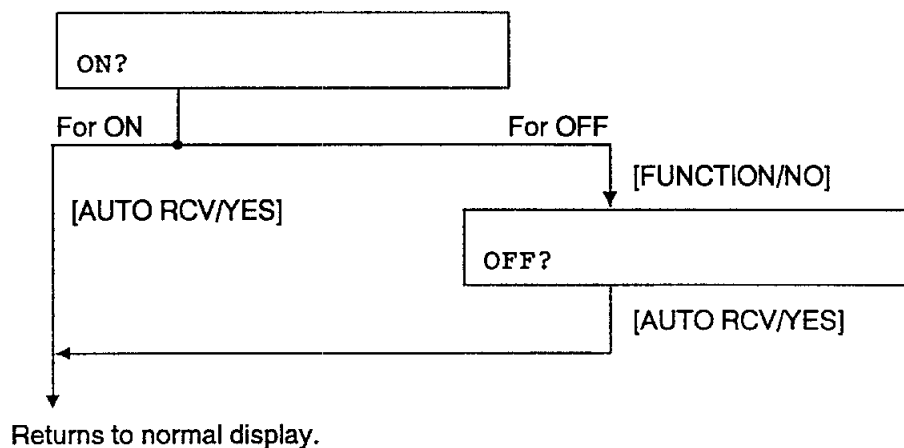 ON?
For ON
For OFF
[FUNCTION/NO]
[AUTO RCV/YES]
OFF?
[AUTO RCV/YES]
Returns to normal display.